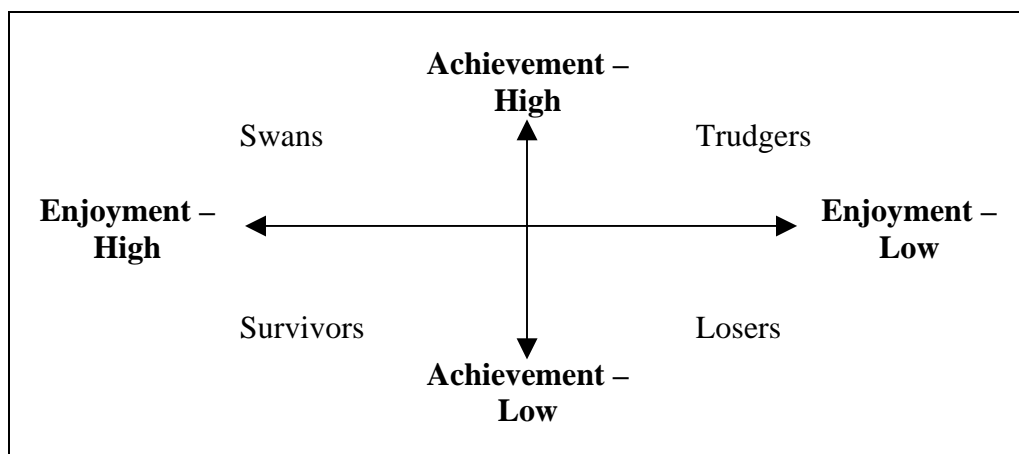 Achievement –
High
Swans
Trudgers
Enjoyment –
High
Enjoyment –
Low
Survivors
Losers
Achievement –
Low